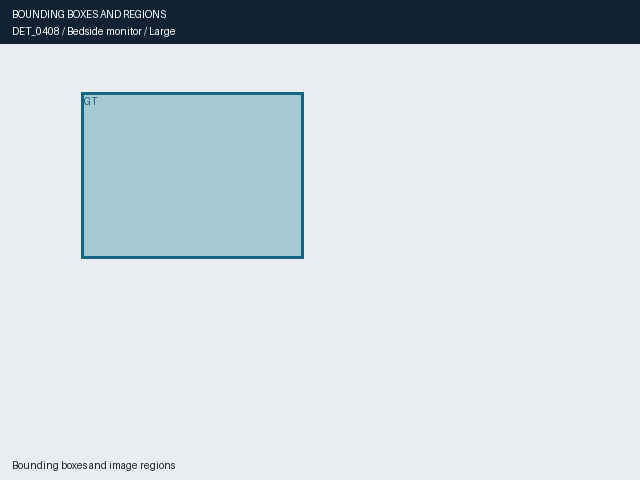 BOUNDING BOXES AND REGIONS
DET_0408 / Bedside monitor / Large
GT
Bounding boxes and image regions